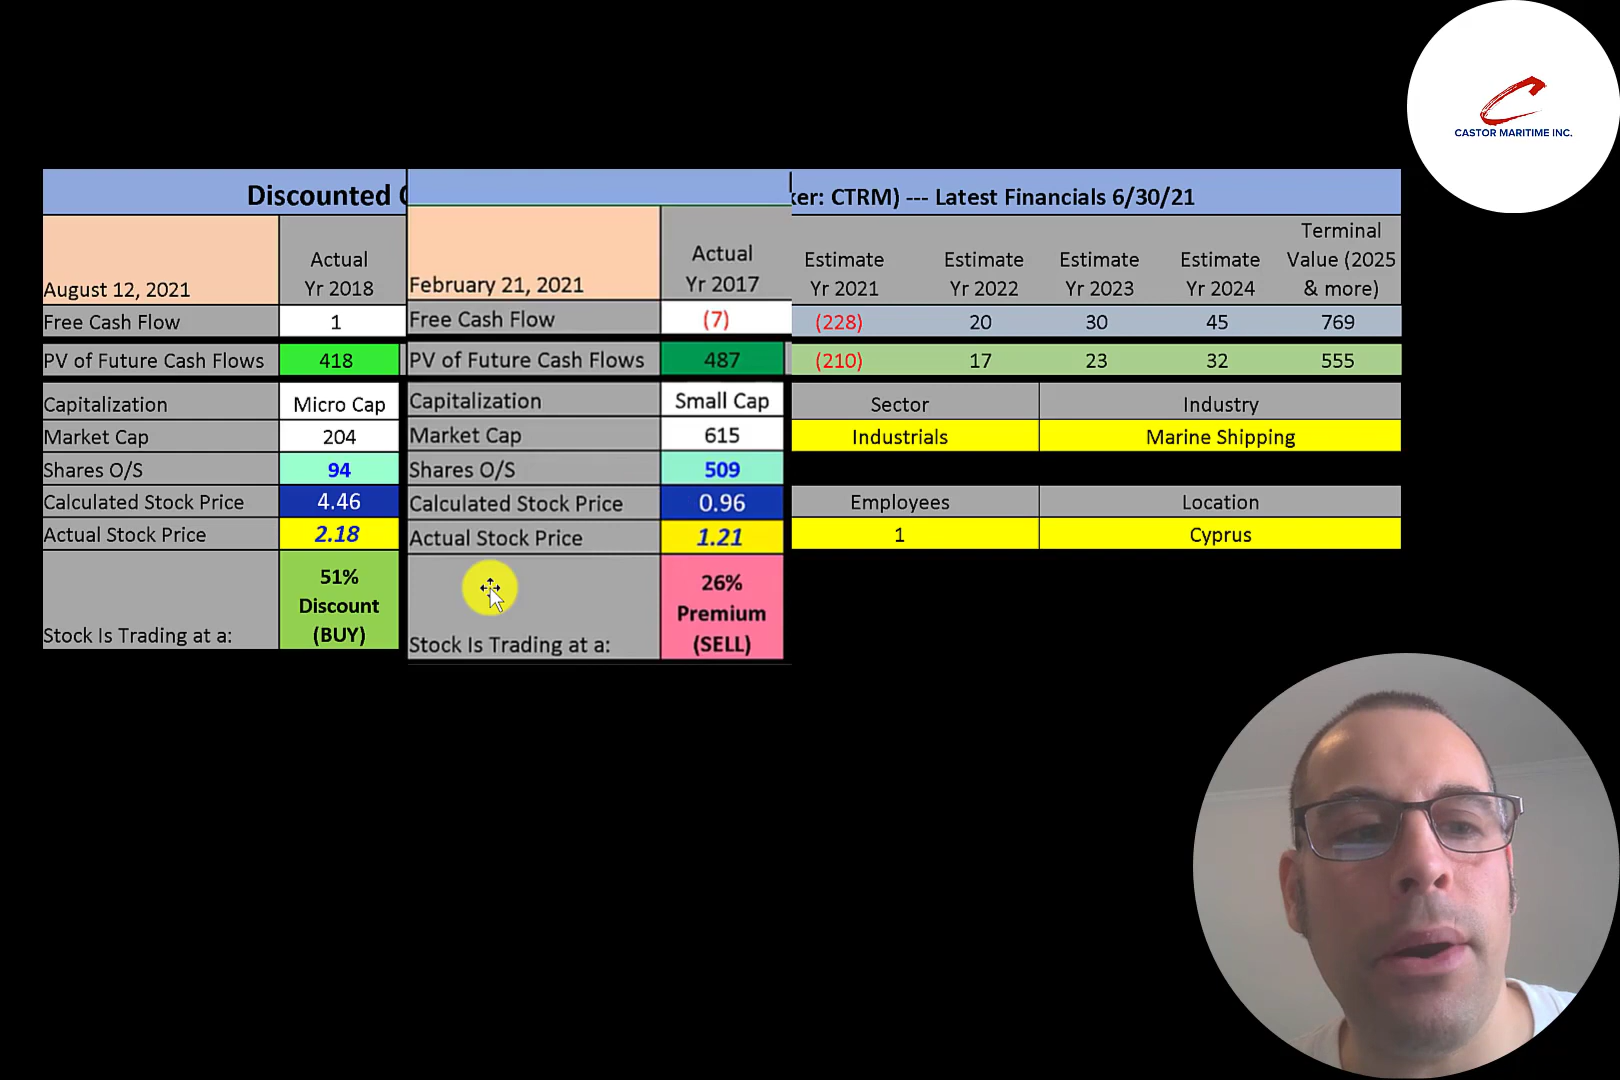 CASTOR MARITIME INC.
Discounted
ker: CTRM) --- Latest Financials 6/30/21
August 12, 2021
Actual
Yr 2018
February 21, 2021
Actual
Yr 2017
Estimate
Yr 2021
Estimate
Yr 2022
Estimate
Yr 2023
Estimate
Yr 2024
Terminal
Value (2025
& more)
Free Cash Flow 1 Free Cash Flow (7) (228) 20 30 45 769
PV of Future Cash Flows 418 PV of Future Cash Flows 487 (210) 17 23 32 555
Capitalization Micro Cap Capitalization Small Cap Sector Industry
Market Cap 204 Market Cap 615 Industrials Marine Shipping
Shares O/S 94 Shares O/S 509
Calculated Stock Price 4.46 Calculated Stock Price 0.96 Employees Location
Actual Stock Price 2.18 Actual Stock Price 1.21 1 Cyprus
Stock Is Trading at a:
51%
Discount
(BUY)
Stock Is Trading at a:
26%
Premium
(SELL)